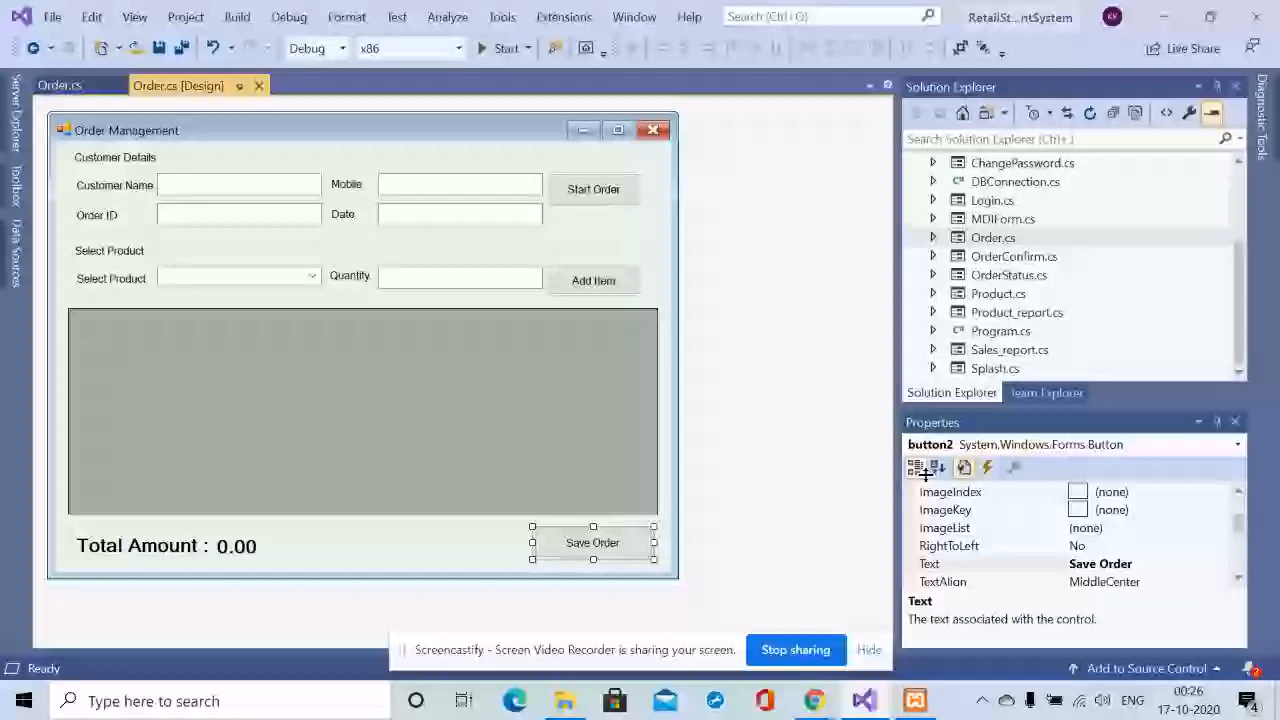 File Edit View Project Build Debug Format Test Analyze Tools Extensions Window Help Search (Ctrl+Q) RetailSt...ntSystem KK
Debug x86 Start Live Share
Server Explorer
Toolbox
Data Sources
Order.cs Order.cs [Design]
Order Management
Customer Details
Customer Name Mobile Start Order
Order ID Date
Select Product
Select Product Quantity Add Item
Total Amount : 0.00 Save Order
Solution Explorer
Search Solution Explorer (Ctrl+;)
ChangePassword.cs
DBConnection.cs
Login.cs
MDIForm.cs
Order.cs
OrderConfirm.cs
OrderStatus.cs
Product.cs
Product_report.cs
Program.cs
Sales_report.cs
Splash.cs
Solution Explorer Team Explorer
Diagnostic Tools
Properties
button2 System.Windows.Forms.Button
ImageIndex (none)
ImageKey (none)
ImageList (none)
RightToLeft No
Text Save Order
TextAlign MiddleCenter
Text
The text associated with the control.
Screencastify - Screen Video Recorder is sharing your screen. Stop sharing Hide
Ready Add to Source Control 2
Type here to search ENG 00:26
17-10-2020 4